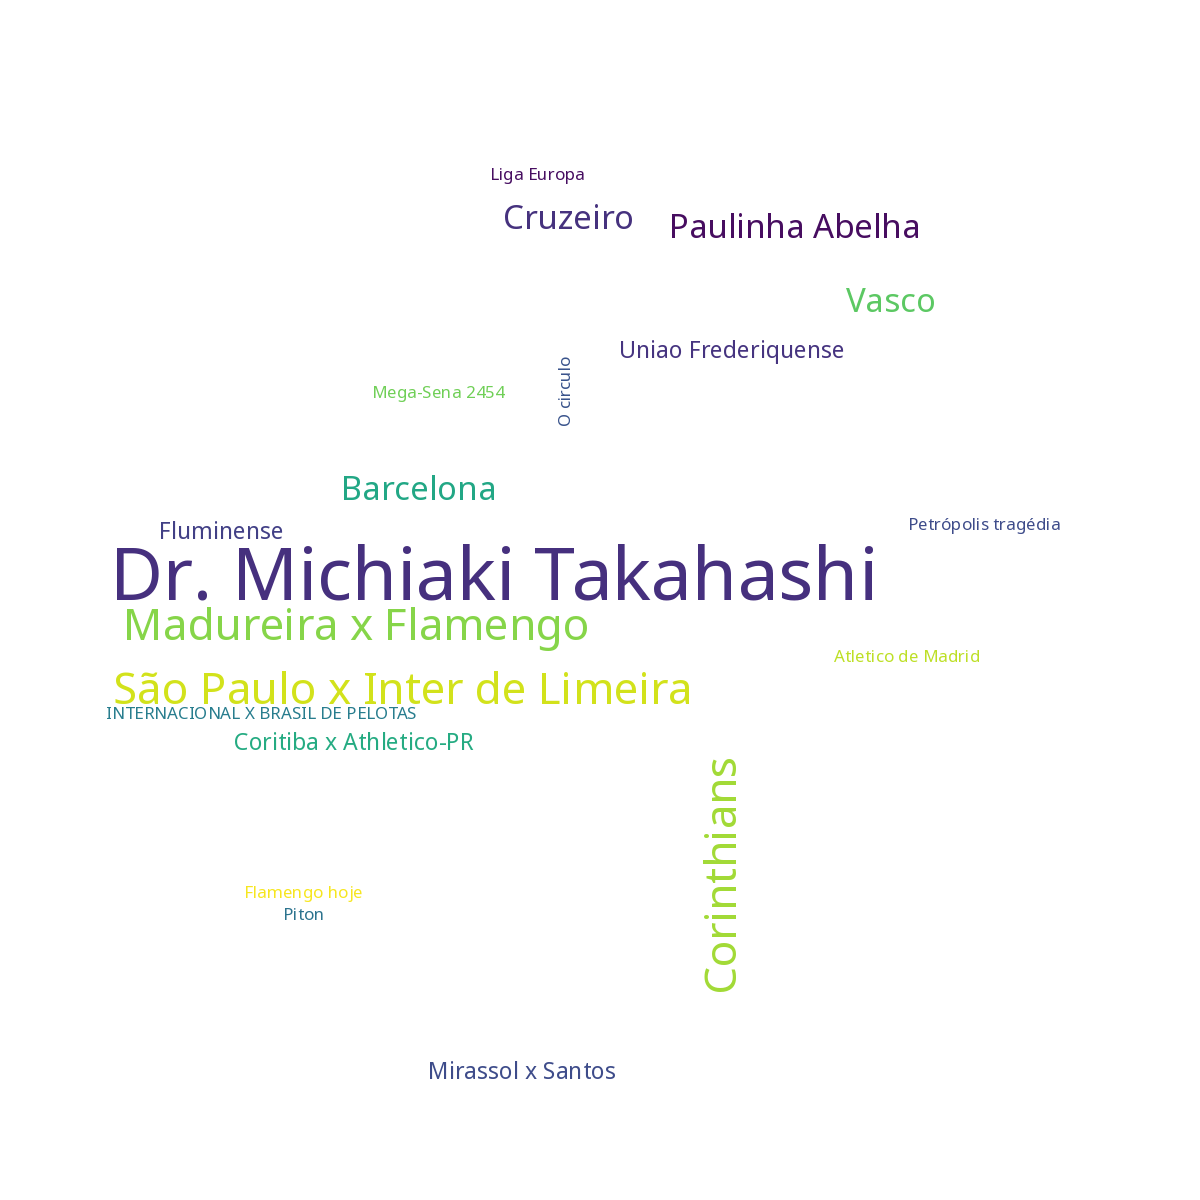 Liga Europa
Cruzeiro
Paulinha Abelha
Vasco
Uniao Frederiquense
O circulo
Mega-Sena 2454
Barcelona
Petrópolis tragédia
Fluminense
Dr. Michiaki Takahashi
Madureira x Flamengo
Atletico de Madrid
São Paulo x Inter de Limeira
INTERNACIONAL X BRASIL DE PELOTAS
Coritiba x Athletico-PR
Corinthians
Flamengo hoje
Piton
Mirassol x Santos